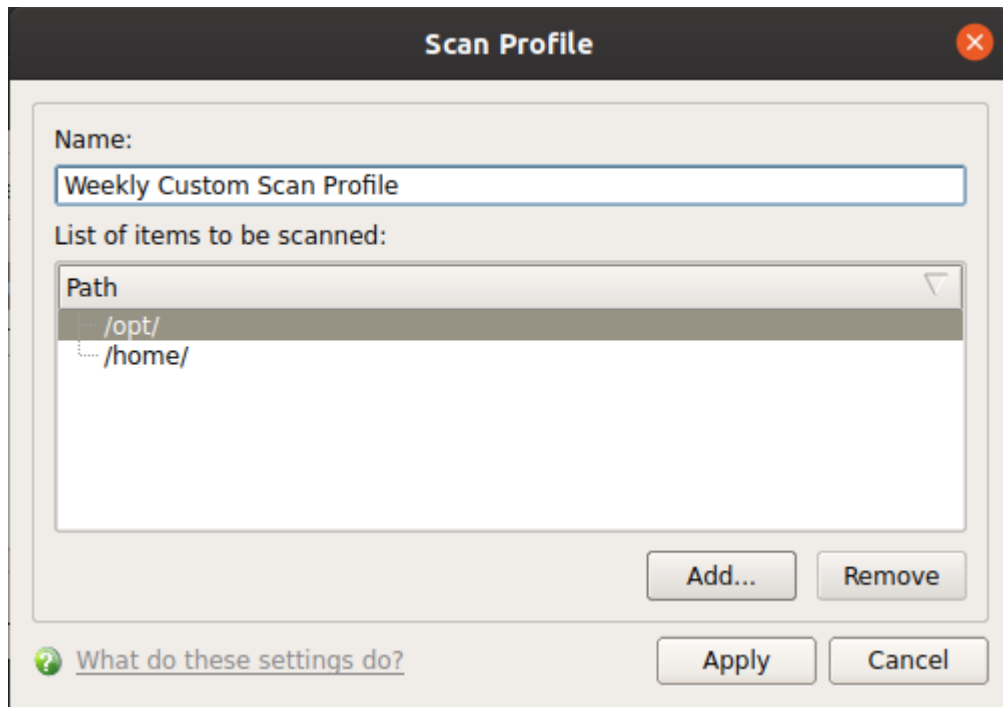 Scan Profile
Name:
Weekly Custom Scan Profile
List of items to be scanned:
Path
/opt/
/home/
Add... Remove
What do these settings do? Apply Cancel